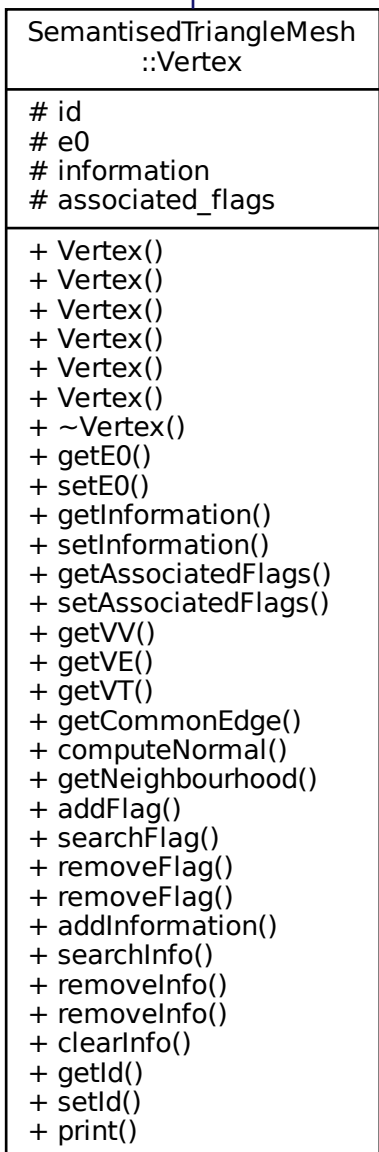 SemantisedTriangleMesh
::Vertex
# id
# e0
# information
# associated_flags
+ Vertex()
+ Vertex()
+ Vertex()
+ Vertex()
+ Vertex()
+ Vertex()
+ ~Vertex()
+ getE0()
+ setE0()
+ getInformation()
+ setInformation()
+ getAssociatedFlags()
+ setAssociatedFlags()
+ getVV()
+ getVE()
+ getVT()
+ getCommonEdge()
+ computeNormal()
+ getNeighbourhood()
+ addFlag()
+ searchFlag()
+ removeFlag()
+ removeFlag()
+ addInformation()
+ searchInfo()
+ removeInfo()
+ removeInfo()
+ clearInfo()
+ getId()
+ setId()
+ print()